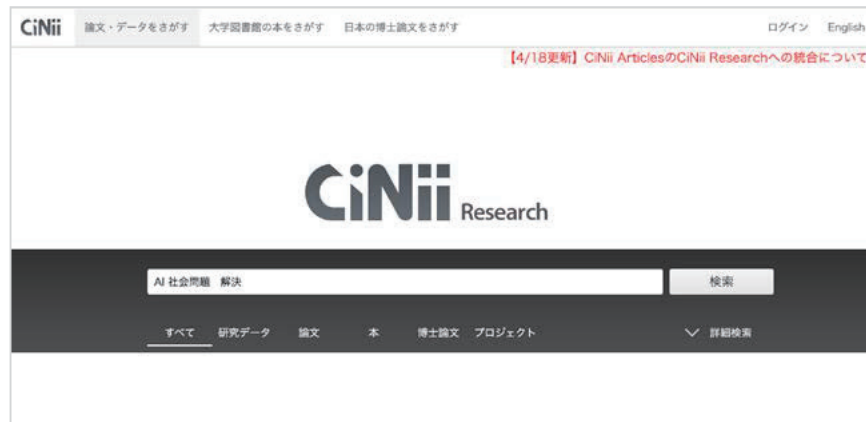 CiNii 論文・データをさがす 大学図書館の本をさがす 日本の博士論文をさがす ログイン English
【4/18更新】CiNii ArticlesのCiNii Researchへの統合について
CiNii Research
AI 社会問題 解決 検索
すべて 研究データ 論文 本 博士論文 プロジェクト 詳細検索